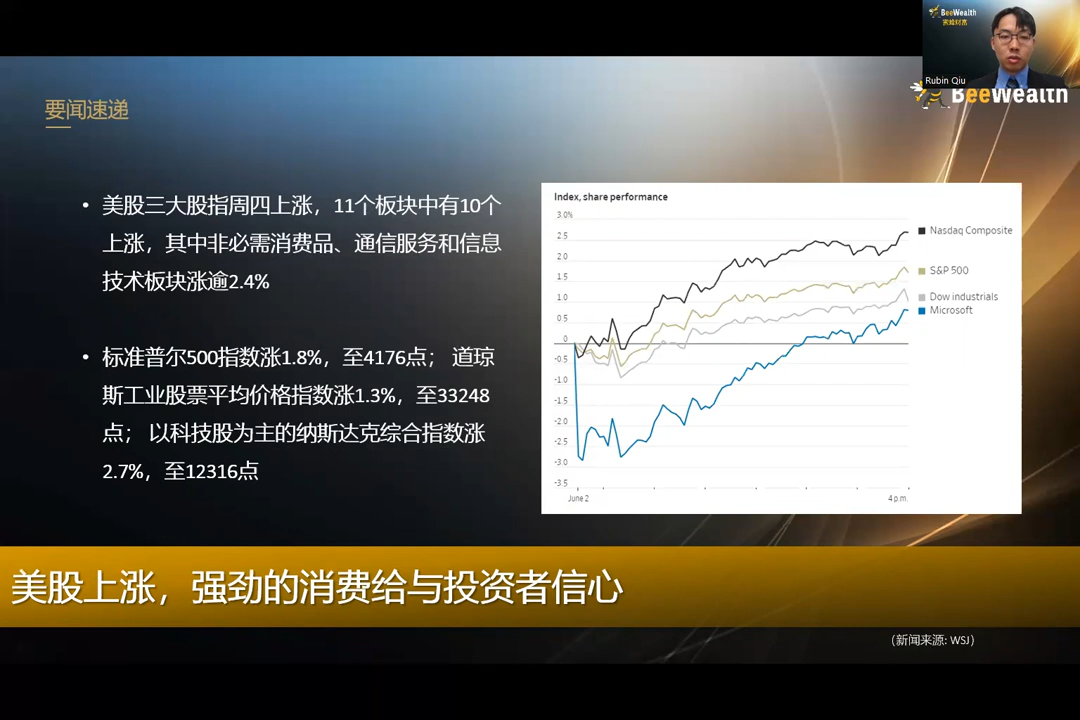 BeeWealth
蜜蜂财富
Rubin Qiu
BeeWealth
要闻速递
• 美股三大股指周四上涨，11个板块中有10个
上涨，其中非必需消费品、通信服务和信息
技术板块涨逾2.4%
• 标准普尔500指数涨1.8%，至4176点； 道琼
斯工业股票平均价格指数涨1.3%，至33248
点； 以科技股为主的纳斯达克综合指数涨
2.7%，至12316点
Index, share performance
3.0%
2.5
2.0
1.5
1.0
0.5
0
-0.5
-1.0
-1.5
-2.0
-2.5
-3.0
-3.5
June 2
4 p.m.
Nasdaq Composite
S&P 500
Dow industrials
Microsoft
美股上涨，强劲的消费给与投资者信心
（新闻来源: WSJ）